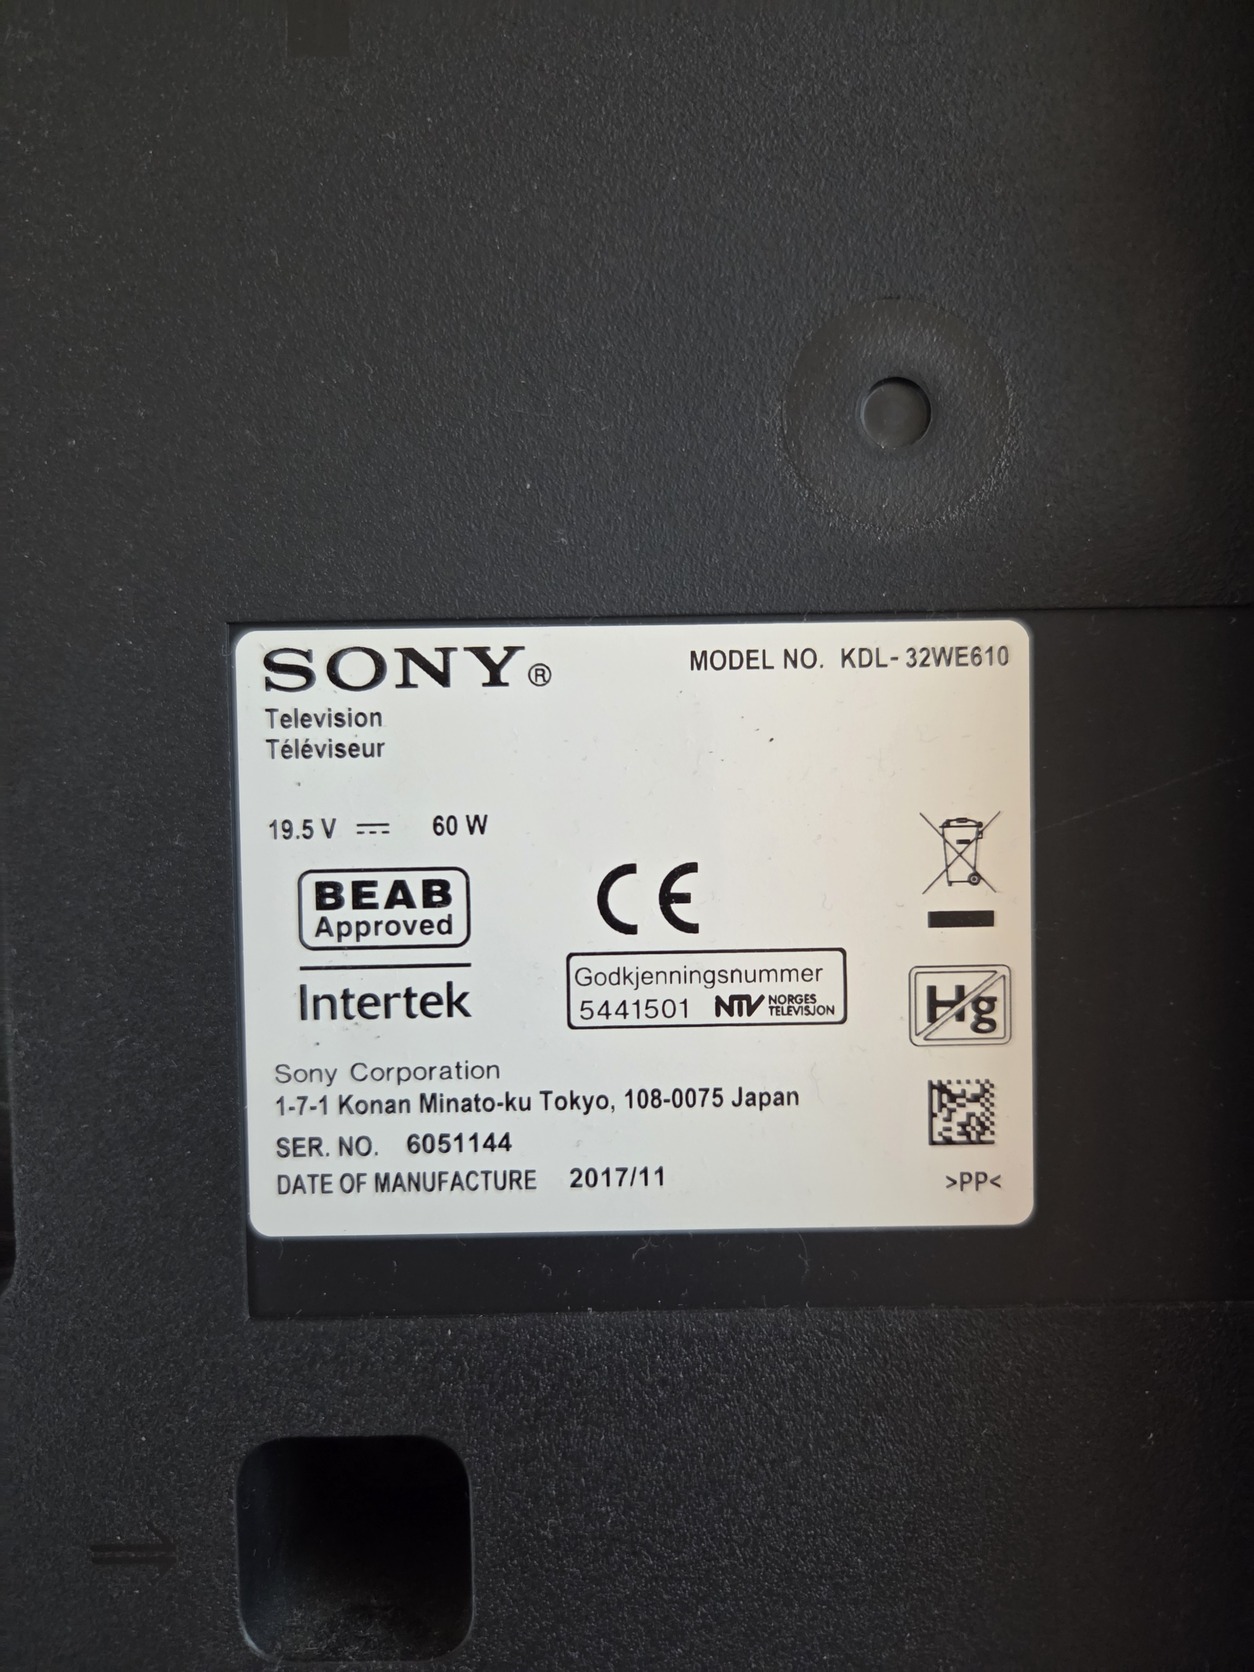 SONY®
MODEL NO. KDL-32WE610
Television
Téléviseur
19.5 V ⎓ 60 W
BEAB
Approved
Intertek
CE
Godkjenningsnummer
5441501 NTV NORGES TELEVISJON
Hg
Sony Corporation
1-7-1 Konan Minato-ku Tokyo, 108-0075 Japan
SER. NO. 6051144
DATE OF MANUFACTURE 2017/11
>PP<